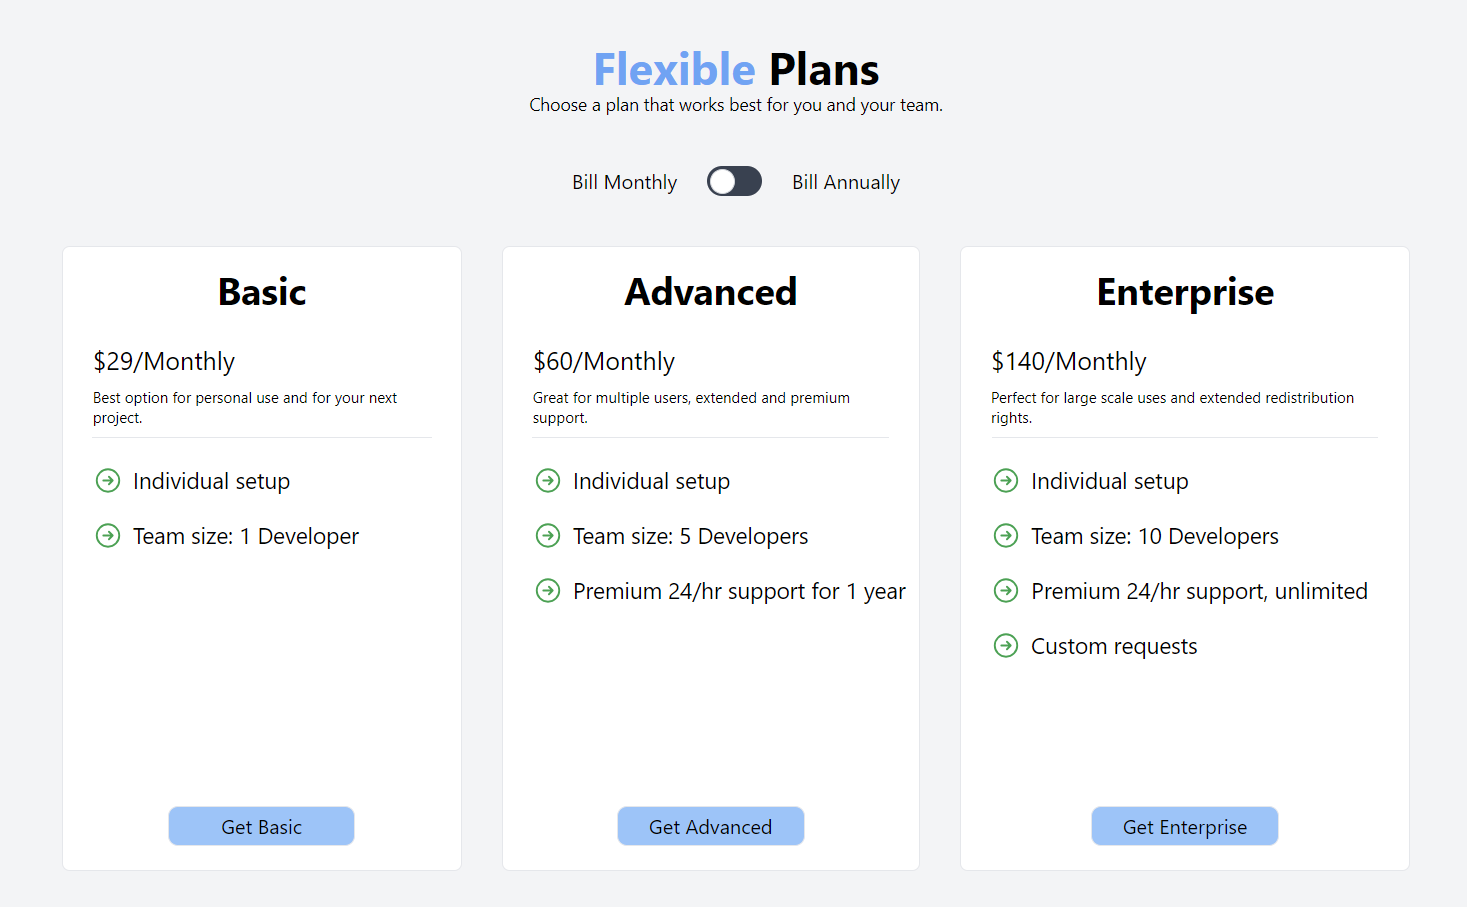 Flexible Plans
Choose a plan that works best for you and your team.
Bill Monthly
Bill Annually
Basic
$29/Monthly
Best option for personal use and for your next
project.
Individual setup
Team size: 1 Developer
Get Basic
Advanced
$60/Monthly
Great for multiple users, extended and premium
support.
Individual setup
Team size: 5 Developers
Premium 24/hr support for 1 year
Get Advanced
Enterprise
$140/Monthly
Perfect for large scale uses and extended redistribution
rights.
Individual setup
Team size: 10 Developers
Premium 24/hr support, unlimited
Custom requests
Get Enterprise